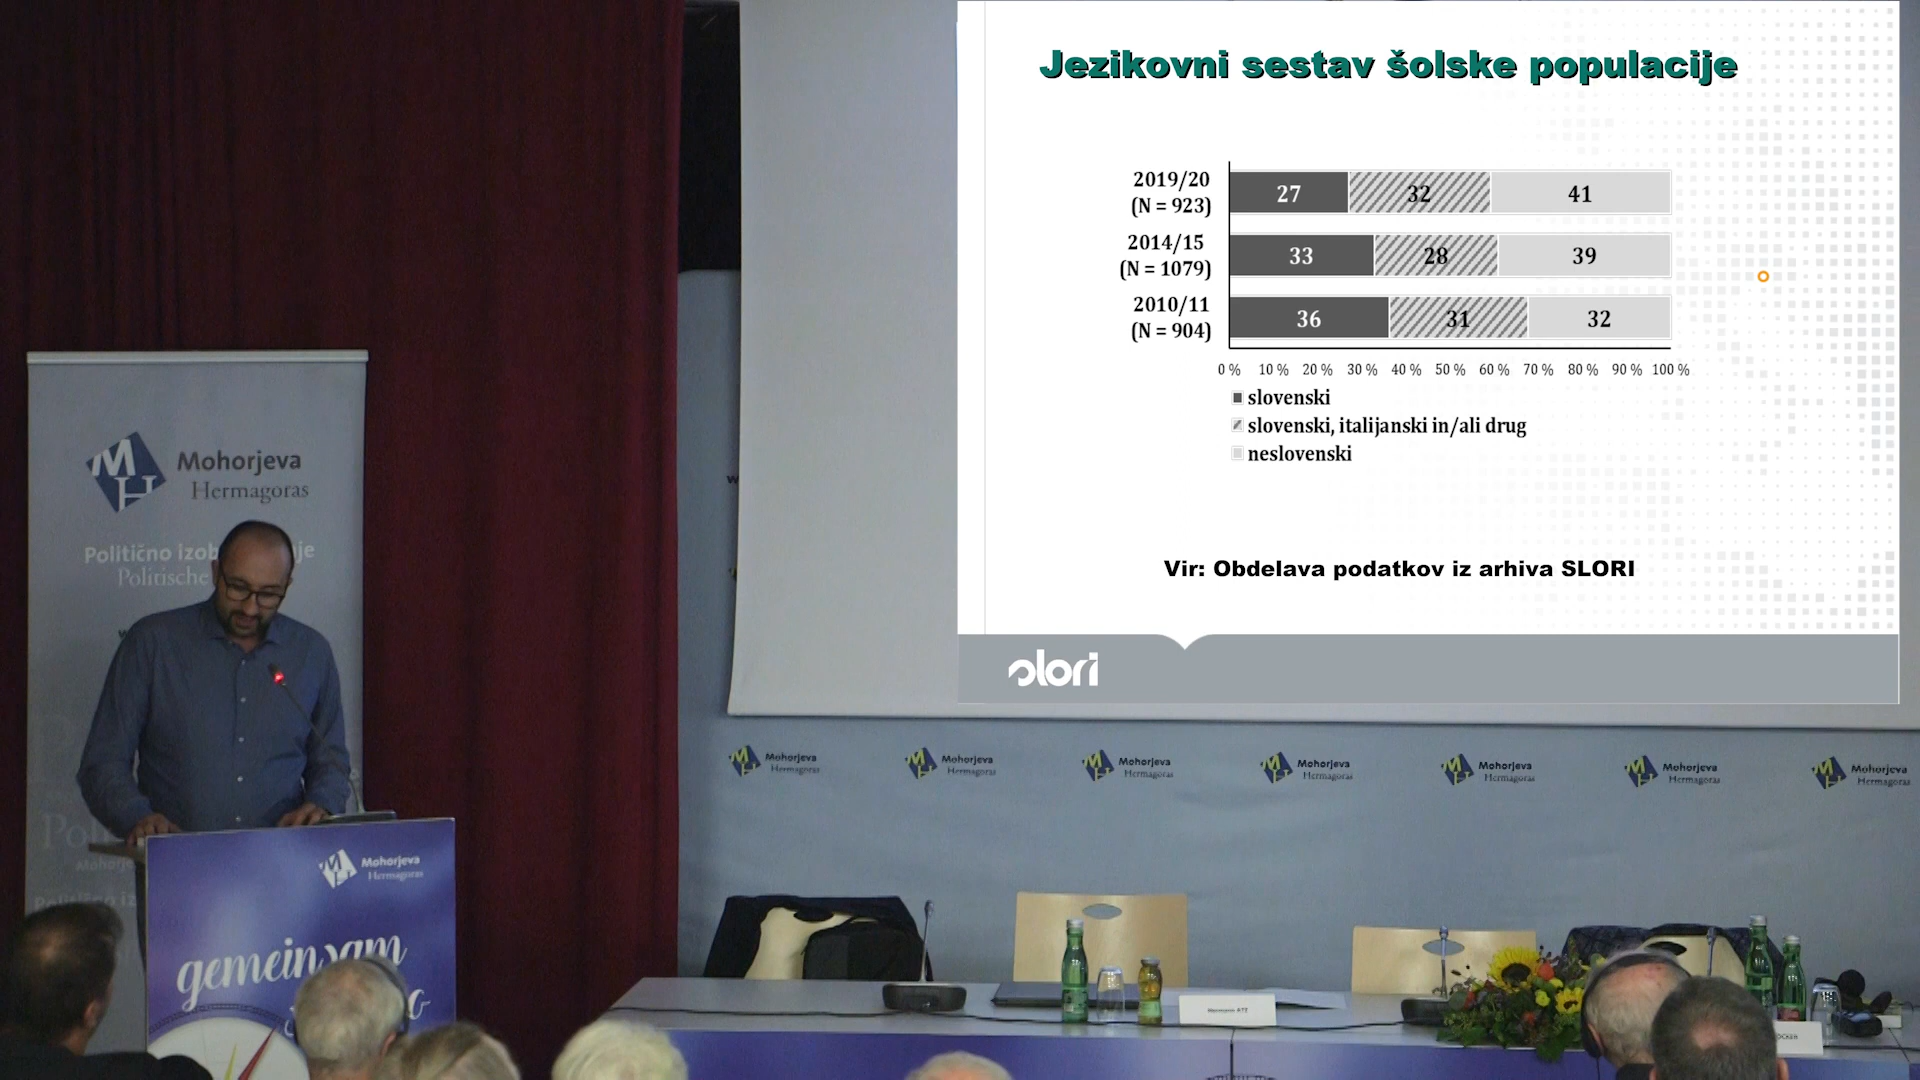 Jezikovni sestav šolske populacije
2019/20
(N = 923)
27 32 41
2014/15
(N = 1079)
33 28 39
2010/11
(N = 904)
36 31 32
0 % 10 % 20 % 30 % 40 % 50 % 60 % 70 % 80 % 90 % 100 %
slovenski
slovenski, italijanski in/ali drug
neslovenski
Vir: Obdelava podatkov iz arhiva SLORI
slori
MH Mohorjeva
Hermagoras
Politično
Politische
Mohorjeva
Hermagoras
Mohorjeva
Hermagoras
Mohorjeva
Hermagoras
Mohorjeva
Hermagoras
Mohorjeva
Hermagoras
Mohorjeva
Hermagoras
Mohorjeva
Hermagoras
MH Mohorjeva
Hermagoras
gemeinsam